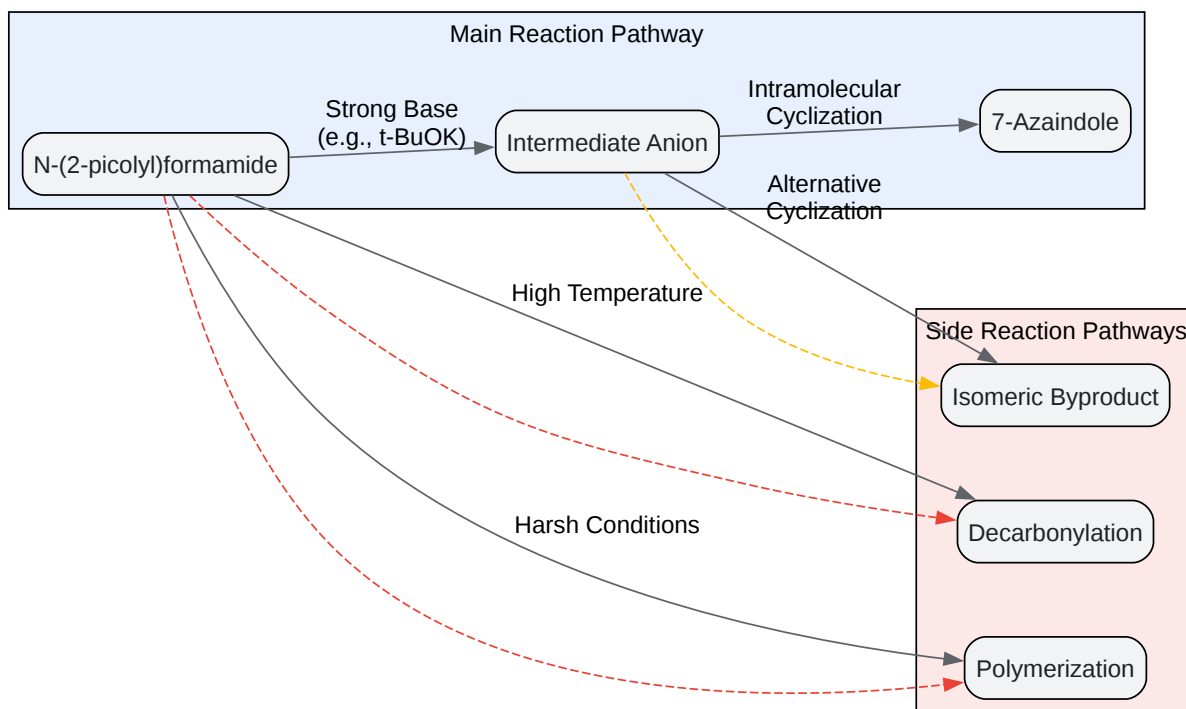 Main Reaction Pathway
N-(2-picolyl)formamide
Strong Base
(e.g., t-BuOK)
Intermediate Anion
Intramolecular
Cyclization
7-Azaindole
Alternative
Cyclization
High Temperature
Side Reaction Pathways
Isomeric Byproduct
Harsh Conditions
Decarbonylation
Polymerization